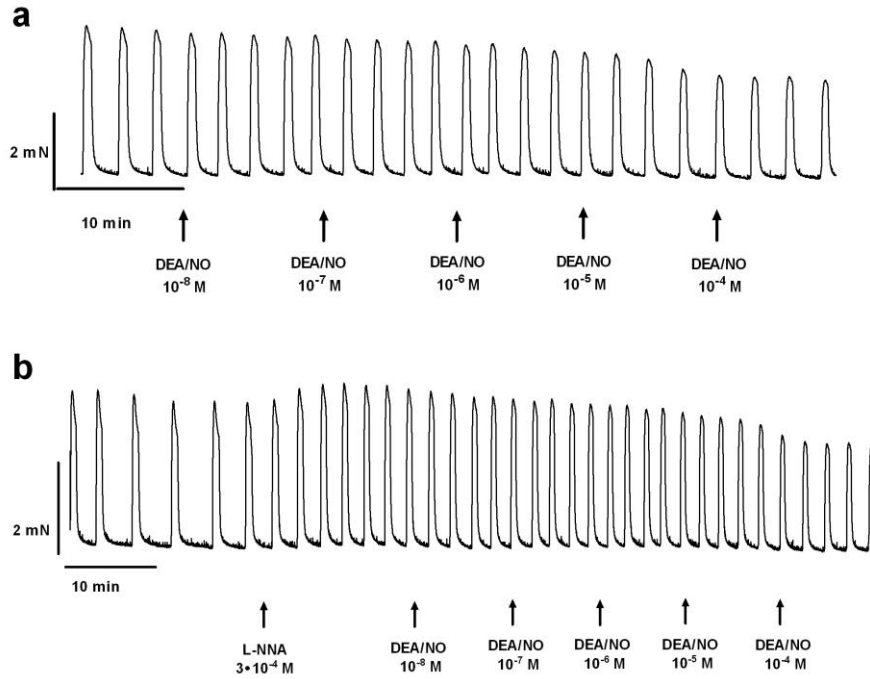 a
2 mN
10 min
DEA/NO DEA/NO DEA/NO DEA/NO DEA/NO
10⁻⁸ M 10⁻⁷ M 10⁻⁶ M 10⁻⁵ M 10⁻⁴ M
b
2 mN
10 min
L-NNA DEA/NO DEA/NO DEA/NO DEA/NO DEA/NO
3•10⁻⁴ M 10⁻⁸ M 10⁻⁷ M 10⁻⁶ M 10⁻⁵ M 10⁻⁴ M